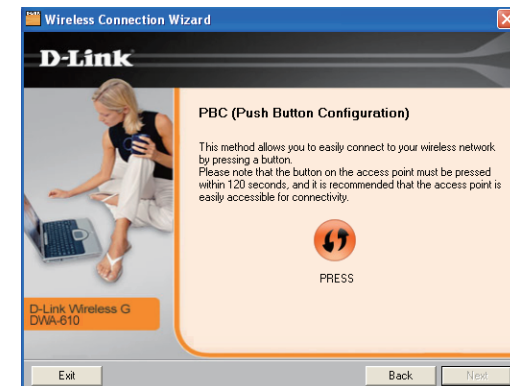 Wireless Connection Wizard
D-Link
PBC (Push Button Configuration)
This method allows you to easily connect to your wireless network
by pressing a button.
Please note that the button on the access point must be pressed
within 120 seconds, and it is recommended that the access point is
easily accessible for connectivity.
PRESS
D-Link Wireless G
DWA-610
Exit
Back
Next